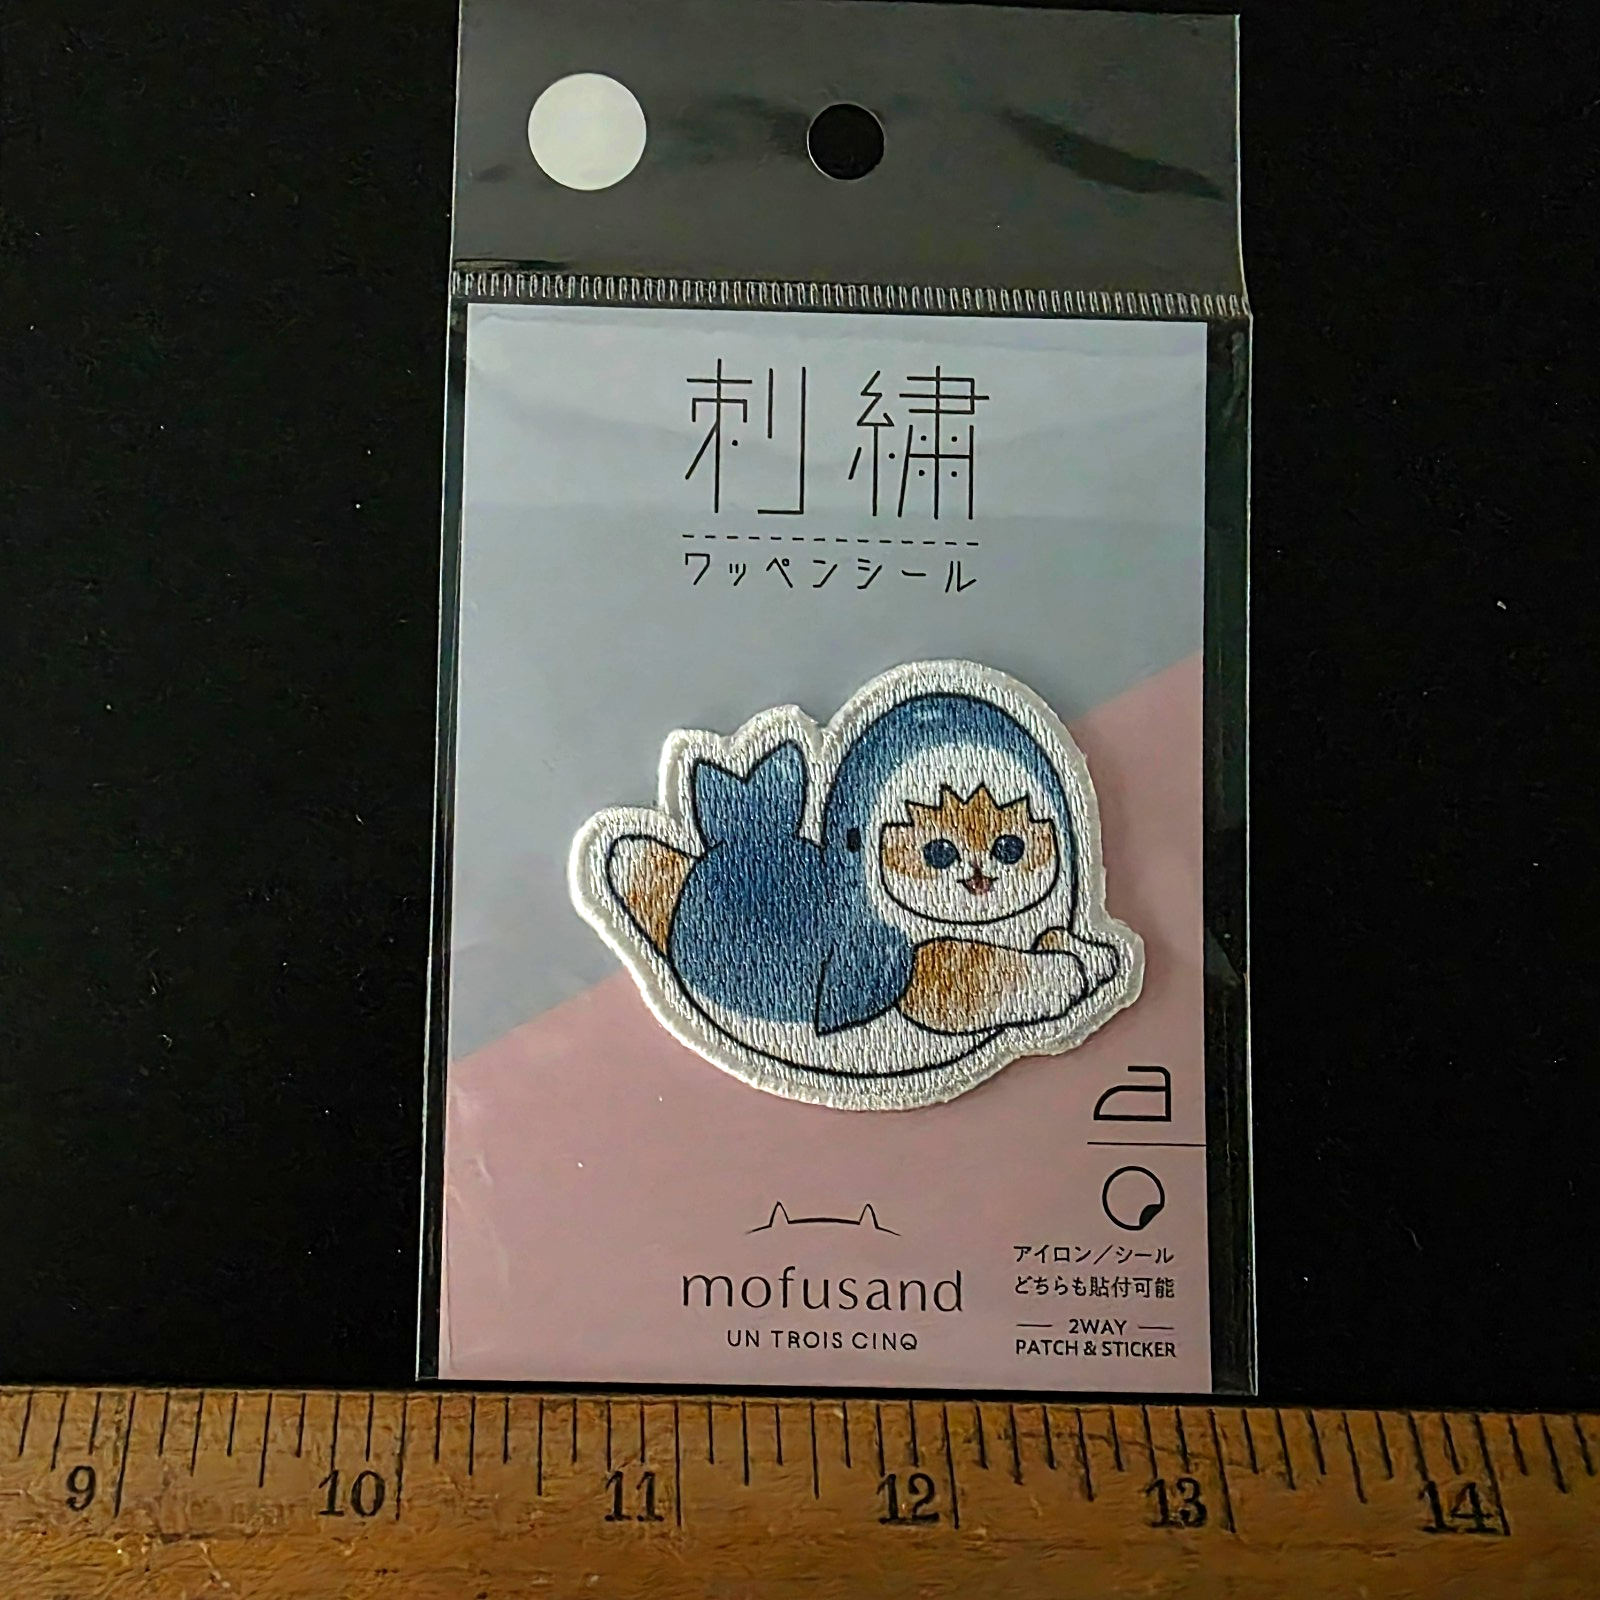 刺繍
ワッペンシール
mofusand
UN TROIS CINQ
アイロン／シール
どちらも貼付可能
2WAY
PATCH & STICKER
9 10 11 12 13 14